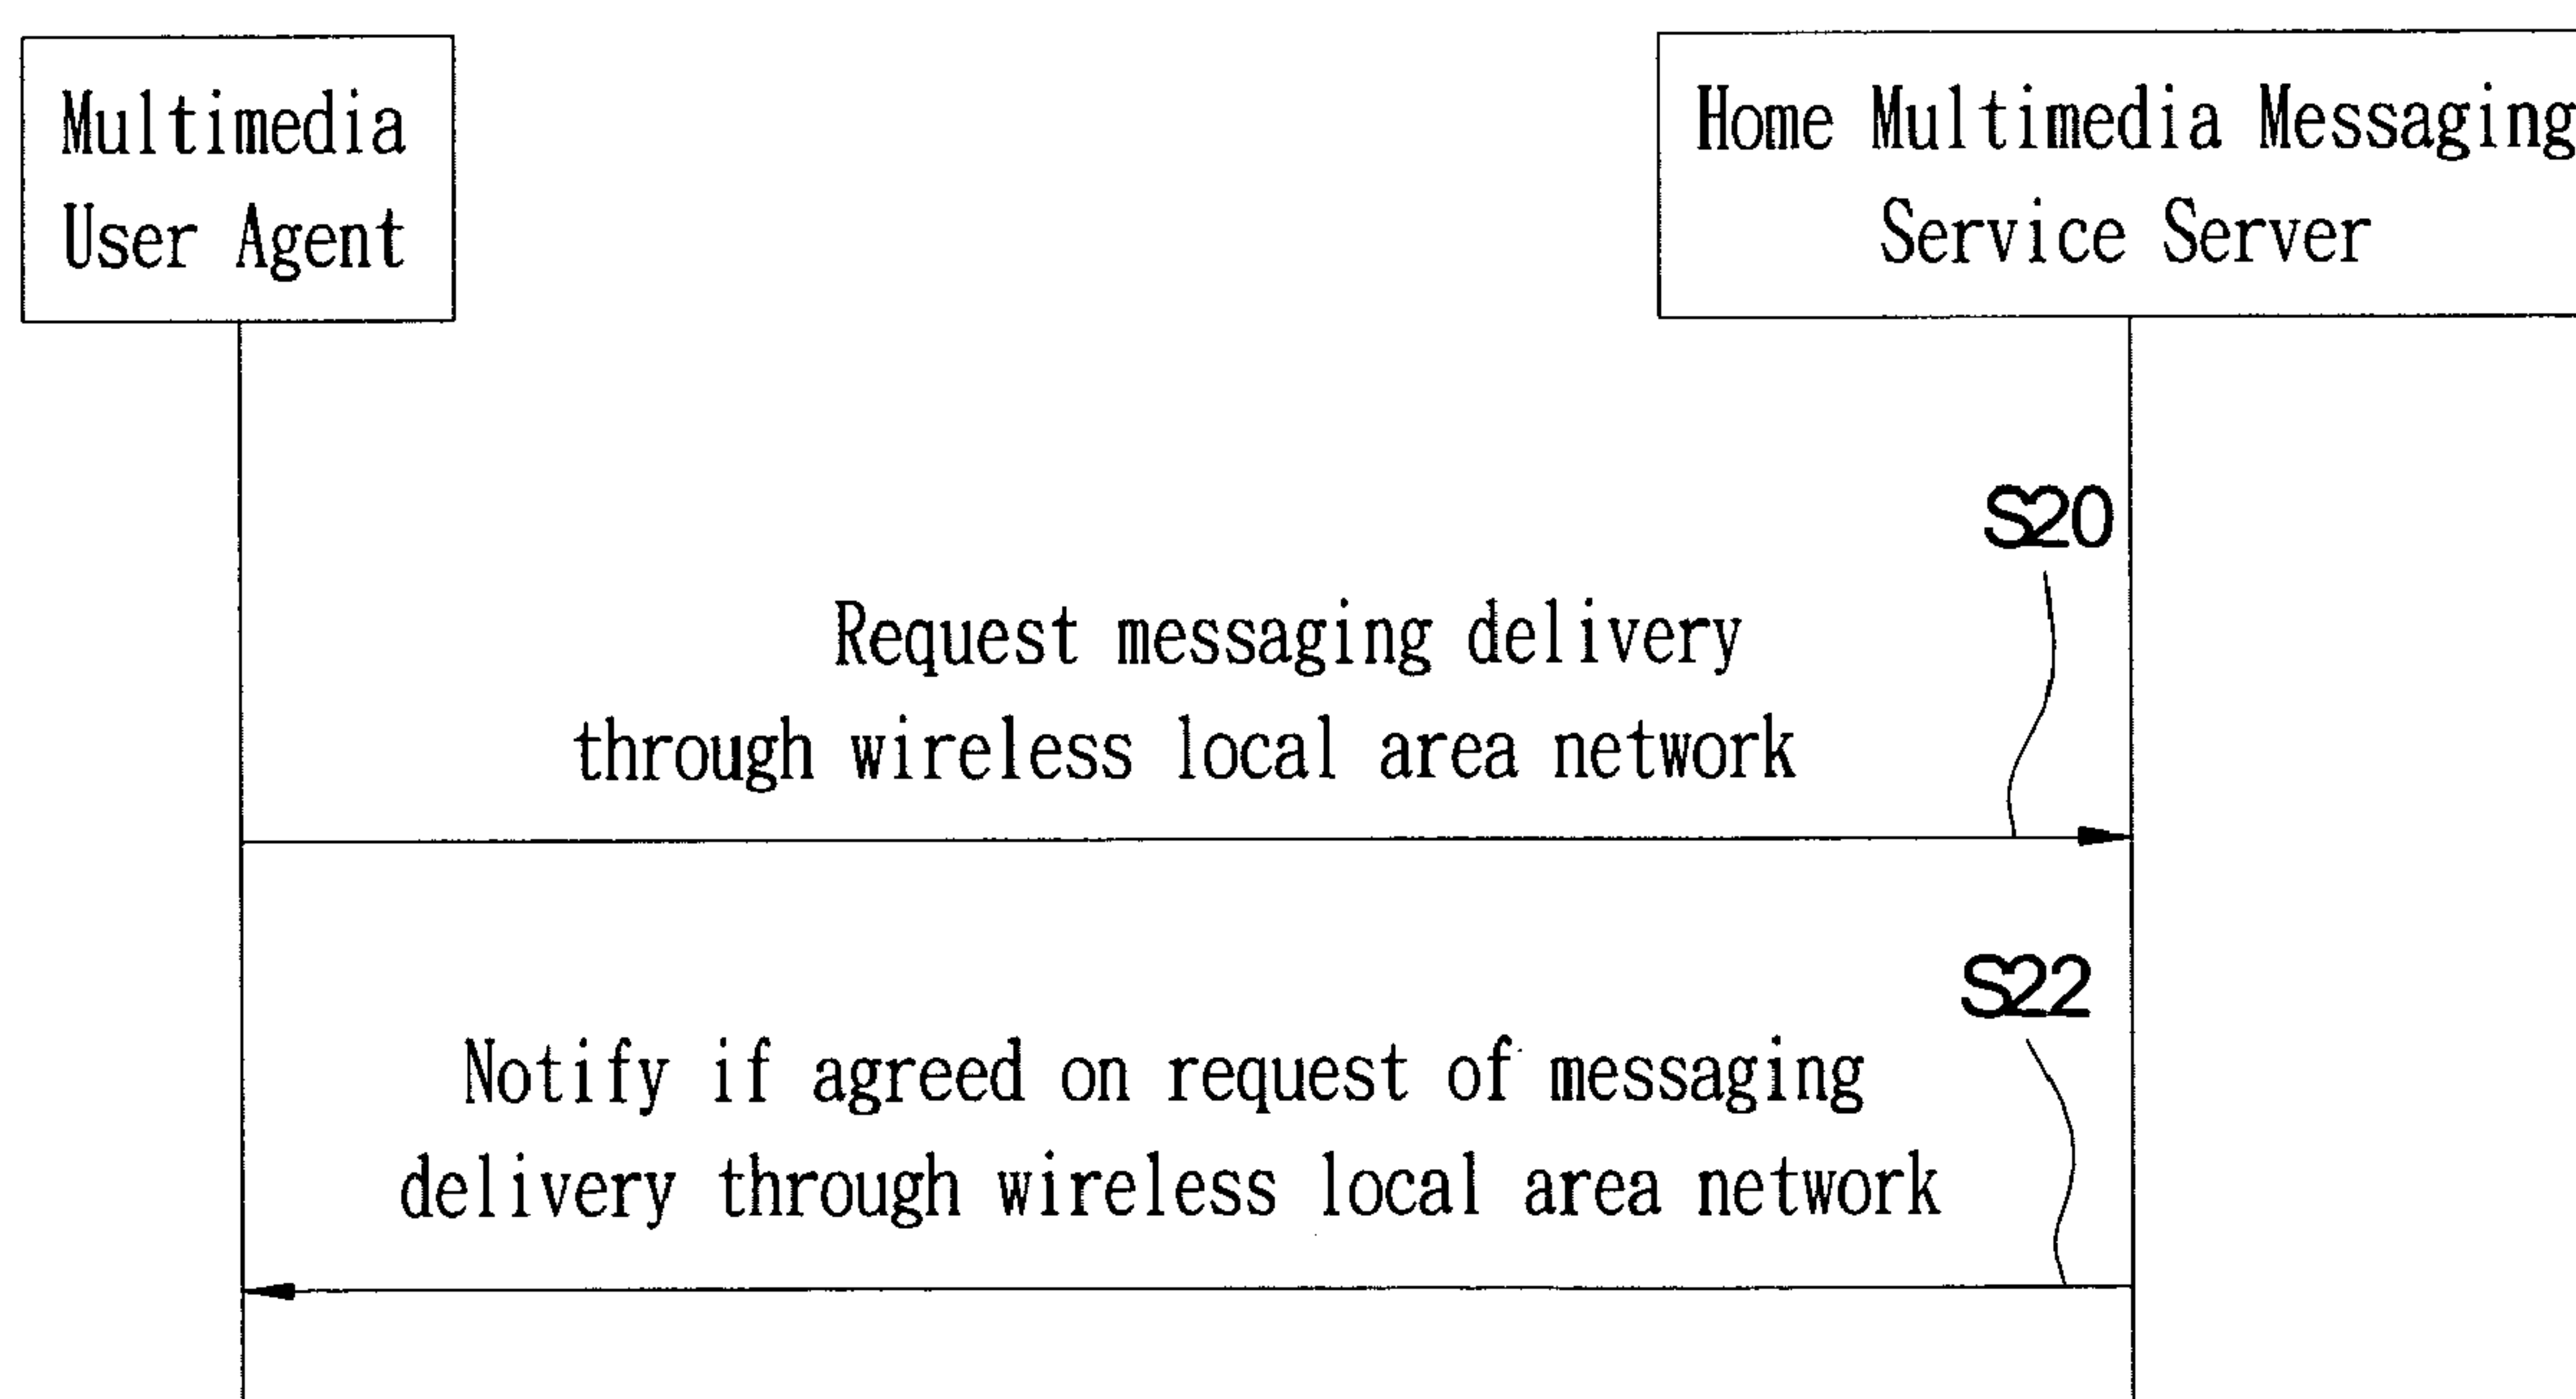 Multimedia
User Agent
Home Multimedia Messaging
Service Server
S20
Request messaging delivery
through wireless local area network
S22
Notify if agreed on request of messaging
delivery through wireless local area network